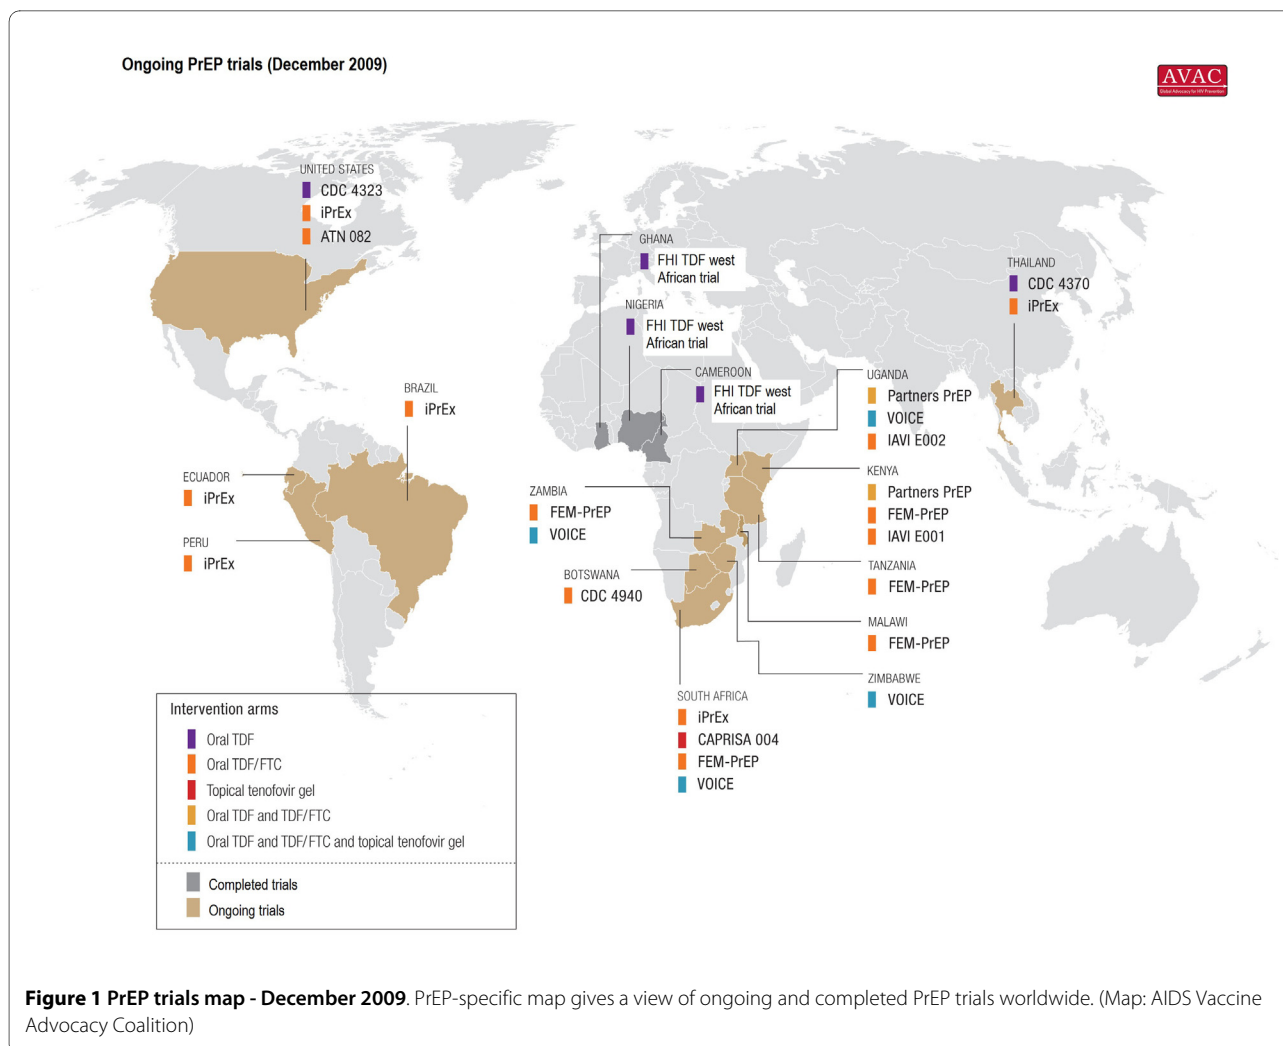 Ongoing PrEP trials (December 2009)
AVAC
Global Advocacy for HIV Prevention
UNITED STATES
CDC 4323
iPrEx
ATN 082
GHANA
FHI TDF west
African trial
NIGERIA
FHI TDF west
African trial
CAMEROON
FHI TDF west
African trial
THAILAND
CDC 4370
iPrEx
BRAZIL
iPrEx
ECUADOR
iPrEx
PERU
iPrEx
UGANDA
Partners PrEP
VOICE
IAVI E002
KENYA
Partners PrEP
FEM-PrEP
IAVI E001
ZAMBIA
FEM-PrEP
VOICE
BOTSWANA
CDC 4940
TANZANIA
FEM-PrEP
MALAWI
FEM-PrEP
ZIMBABWE
VOICE
SOUTH AFRICA
iPrEx
CAPRISA 004
FEM-PrEP
VOICE
Intervention arms
Oral TDF
Oral TDF/FTC
Topical tenofovir gel
Oral TDF and TDF/FTC
Oral TDF and TDF/FTC and topical tenofovir gel
Completed trials
Ongoing trials
Figure 1 PrEP trials map - December 2009. PrEP-specific map gives a view of ongoing and completed PrEP trials worldwide. (Map: AIDS Vaccine
Advocacy Coalition)